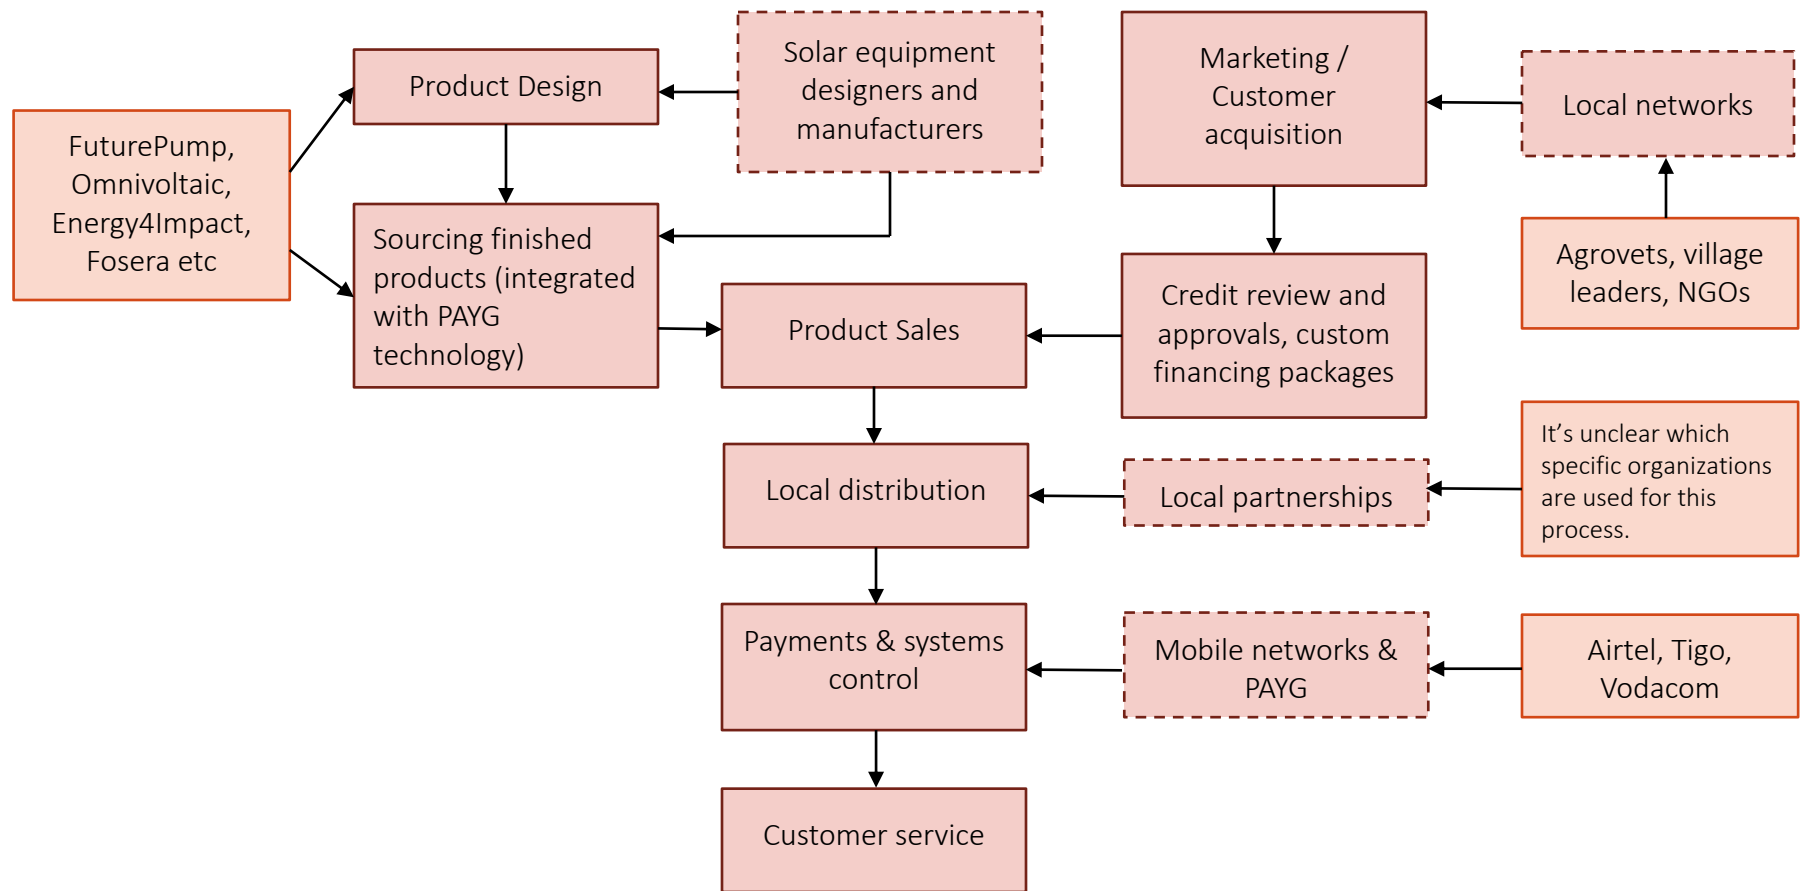 Product Design
Solar equipment
designers and
manufacturers
Marketing /
Customer
acquisition
Local networks
FuturePump,
Omnivoltaic,
Energy4Impact,
Fosera etc
Sourcing finished
products (integrated
with PAYG
technology)
Product Sales
Credit review and
approvals, custom
financing packages
Agrovets, village
leaders, NGOs
Local distribution
Local partnerships
It’s unclear which
specific organizations
are used for this
process.
Payments & systems
control
Mobile networks &
PAYG
Airtel, Tigo,
Vodacom
Customer service